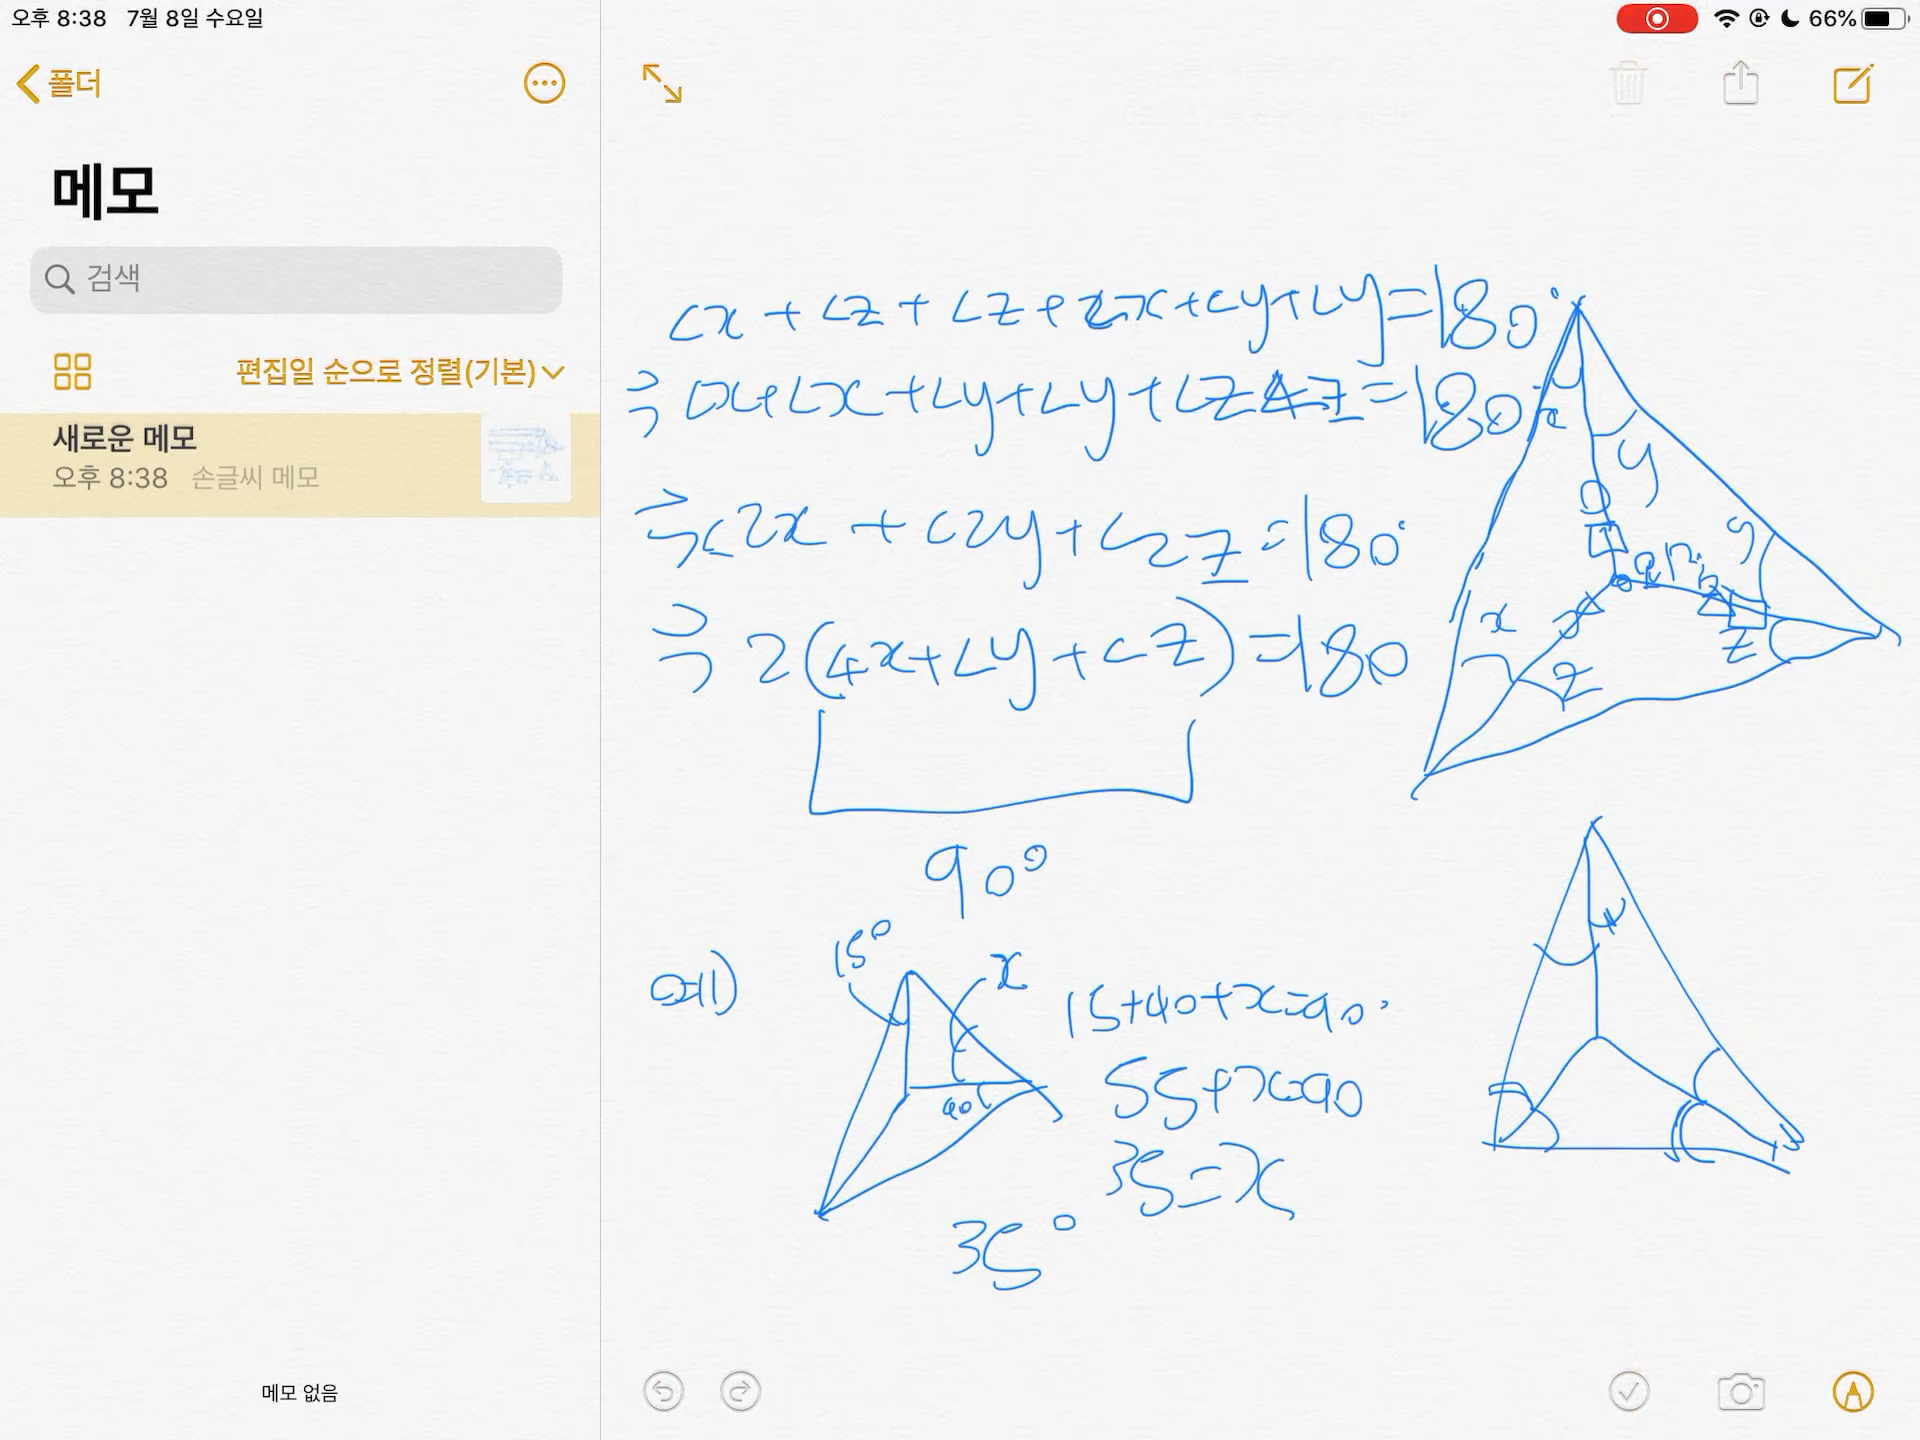 오후 8:38 7월 8일 수요일
66%
폴더
메모
검색
편집일 순으로 정렬(기본)
새로운 메모
오후 8:38 손글씨 메모
메모 없음
∠x + ∠z + ∠z + ∠x + ∠y + ∠y = 180°
⇒ ∠x + ∠x + ∠y + ∠y + ∠z + ∠z = 180°
⇒ ∠2x + ∠2y + ∠2z = 180°
⇒ 2(∠x + ∠y + ∠z) = 180
90°
x
y
y
x
z
z
예1)
15°
x
40
15+40+x=90°
55+x=90
35=x
35°